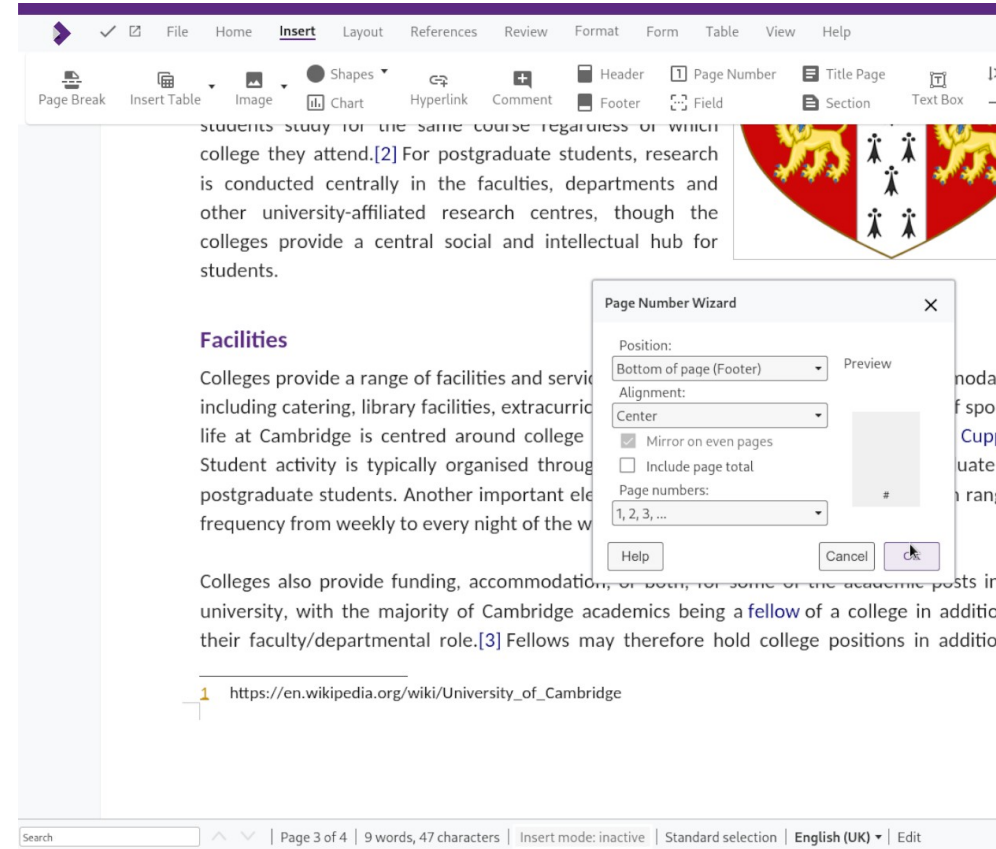 File Home Insert Layout References Review Format Form Table View Help
Page Break Insert Table Image Shapes Chart Hyperlink Comment Header Footer Page Number Field Title Page Section Text Box
students study for the same course regardless of which
college they attend.[2] For postgraduate students, research
is conducted centrally in the faculties, departments and
other university-affiliated research centres, though the
colleges provide a central social and intellectual hub for
students.
Facilities
Colleges provide a range of facilities and
including catering, library facilities,
life at Cambridge is centred around college
Student activity is typically organised
postgraduate students. Another important
frequency from weekly to every night of the
Page Number Wizard
Position:
Bottom of page (Footer)
Preview
Alignment:
Center
Mirror on even pages
Include page total
Page numbers:
1, 2, 3, ...
#
Help Cancel
Colleges also provide funding, accommodation, or both, for some of the academic posts in
university, with the majority of Cambridge academics being a fellow of a college in
their faculty/departmental role.[3] Fellows may therefore hold college positions in
1 https://en.wikipedia.org/wiki/University_of_Cambridge
Search Page 3 of 4 9 words, 47 characters Insert mode: inactive Standard selection English (UK) Edit